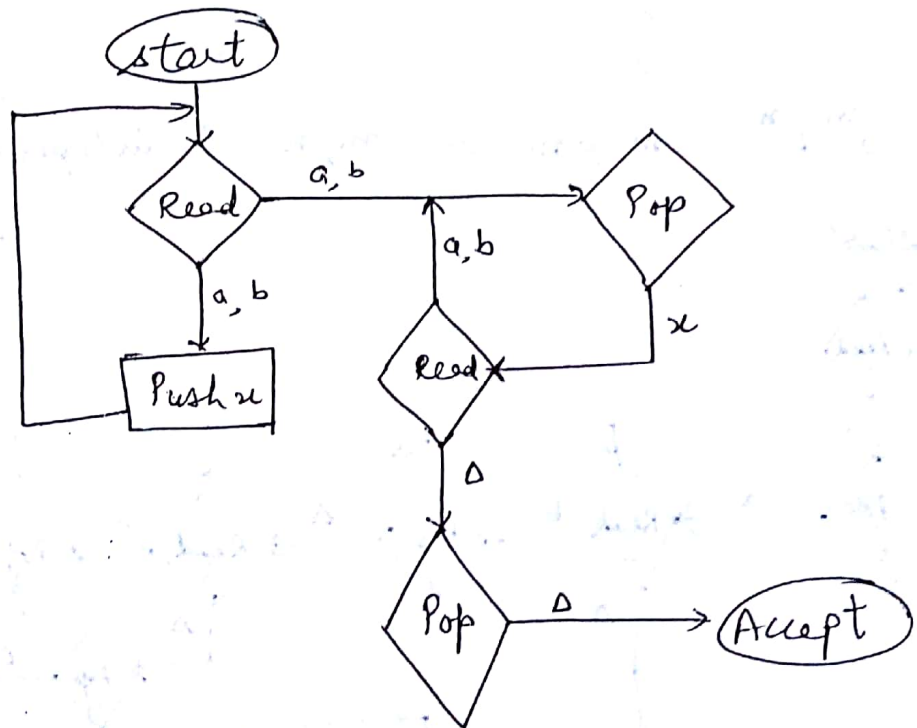 start
Read
a, b
Pop
a, b
a, b
x
Push x
Read
Δ
Pop
Δ
Accept